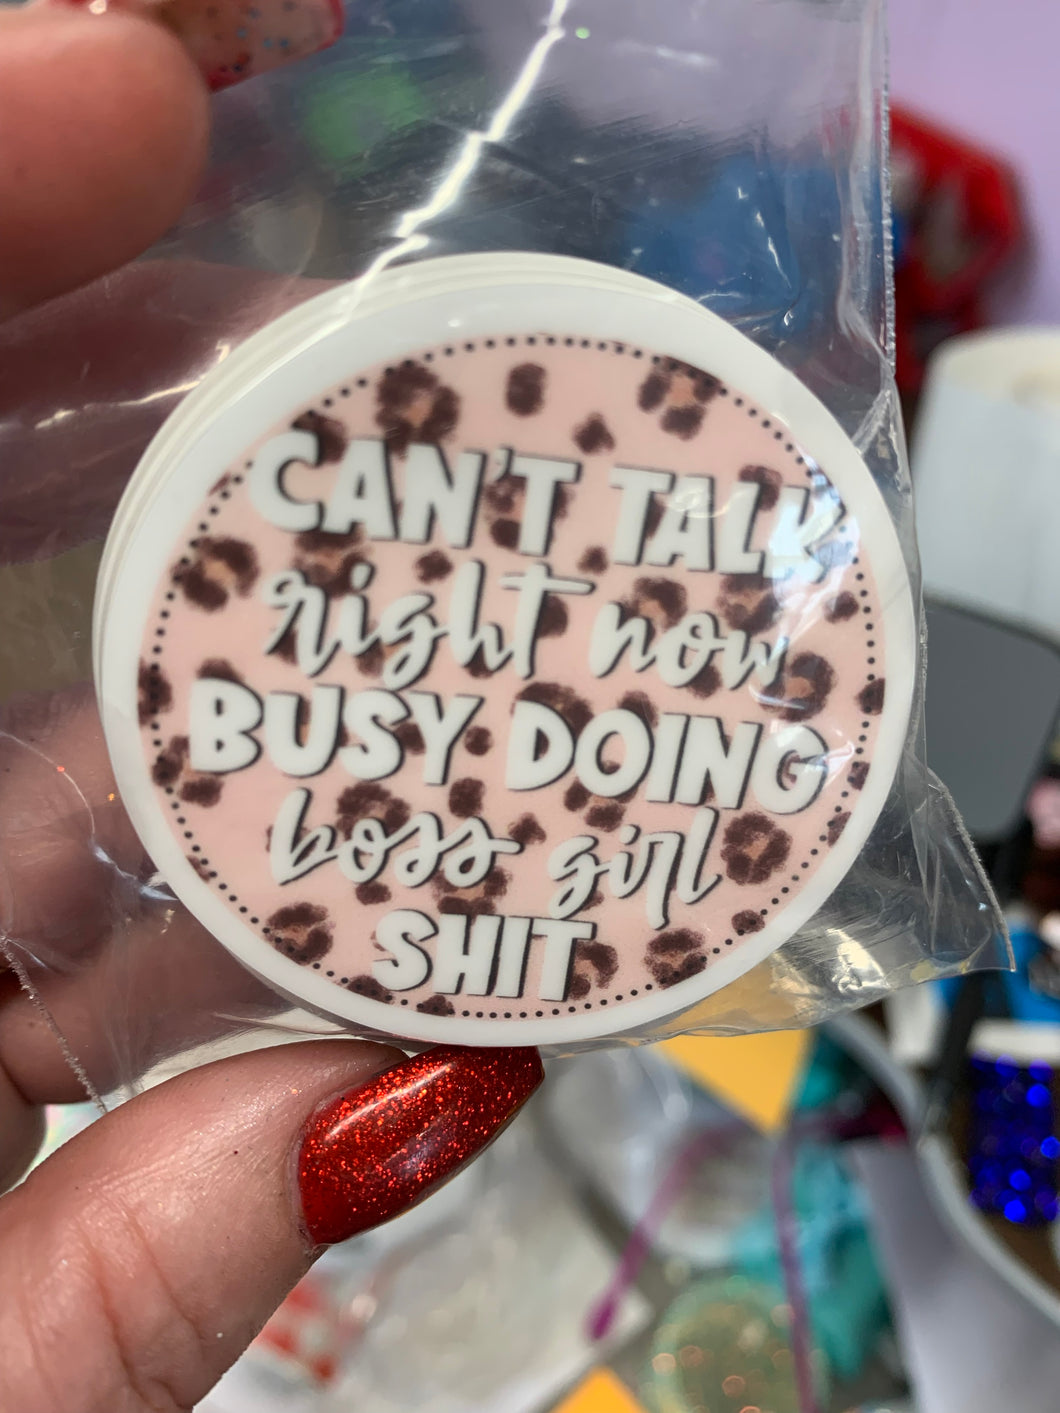 CAN'T TALK
right now
BUSY DOING
boss girl
SHIT